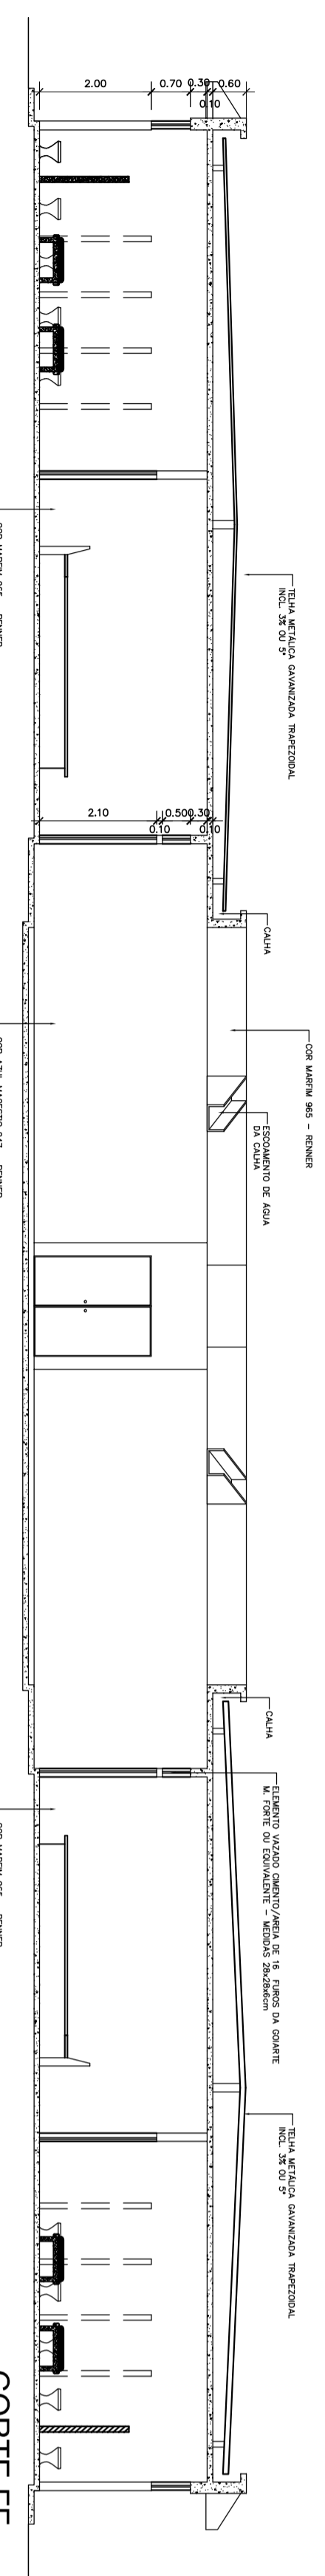 2.00
0.70
0.30
0.10
0.60
TELHA METÁLICA GAVANIZADA TRAPEZOIDAL
INCL. 3% OU 5°
2.10
0.10
0.50
0.30
0.10
CALHA
COR MARFIM 965 – RENNER
ESCOAMENTO DE ÁGUA
DA CALHA
CALHA
ELEMENTO VAZADO CIMENTO/AREIA DE 16 FUROS DA GOIARTE
M. FORTE OU EQUIVALENTE – MEDIDAS 28x28x6cm
TELHA METÁLICA GAVANIZADA TRAPEZOIDAL
INCL. 3% OU 5°